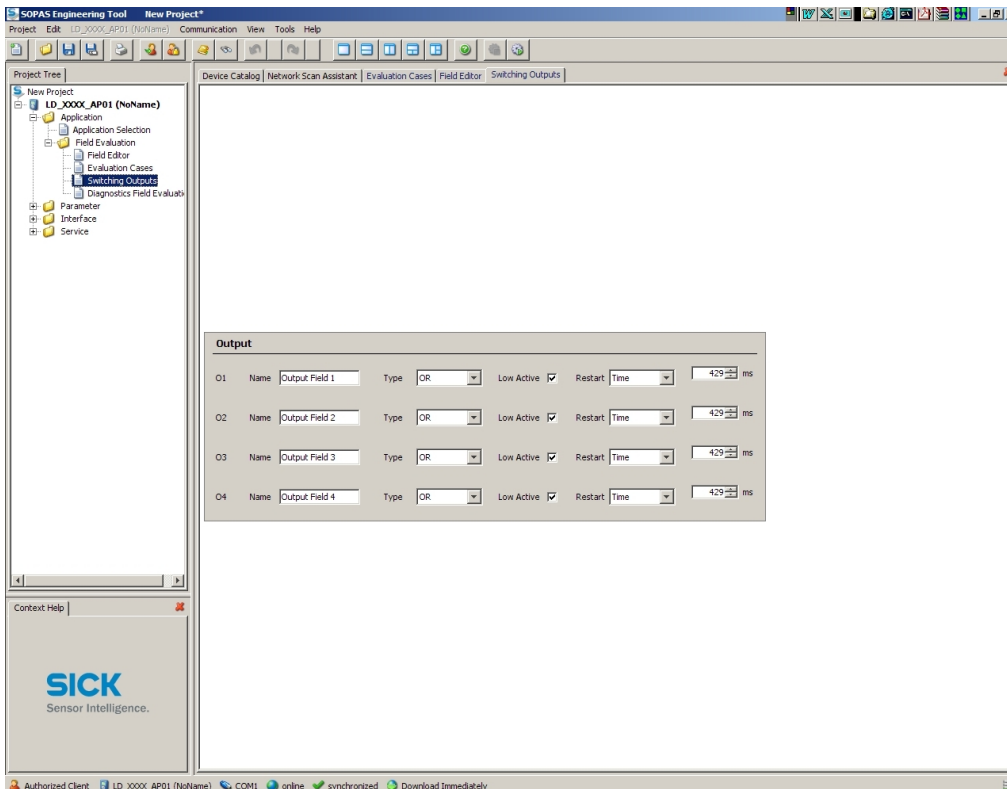 SOPAS Engineering Tool New Project*
Project Edit LD_XXXX_AP01 (NoName) Communication View Tools Help
Project Tree
New Project
LD_XXXX_AP01 (NoName)
Application
Application Selection
Field Evaluation
Field Editor
Evaluation Cases
Switching Outputs
Diagnostics Field Evaluati
Parameter
Interface
Service
Device Catalog Network Scan Assistant Evaluation Cases Field Editor Switching Outputs
Output
O1 Name Output Field 1 Type OR Low Active Restart Time 429 ms
O2 Name Output Field 2 Type OR Low Active Restart Time 429 ms
O3 Name Output Field 3 Type OR Low Active Restart Time 429 ms
O4 Name Output Field 4 Type OR Low Active Restart Time 429 ms
Context Help
SICK
Sensor Intelligence.
Authorized Client LD_XXXX_AP01 (NoName) COM1 online synchronized Download Immediately